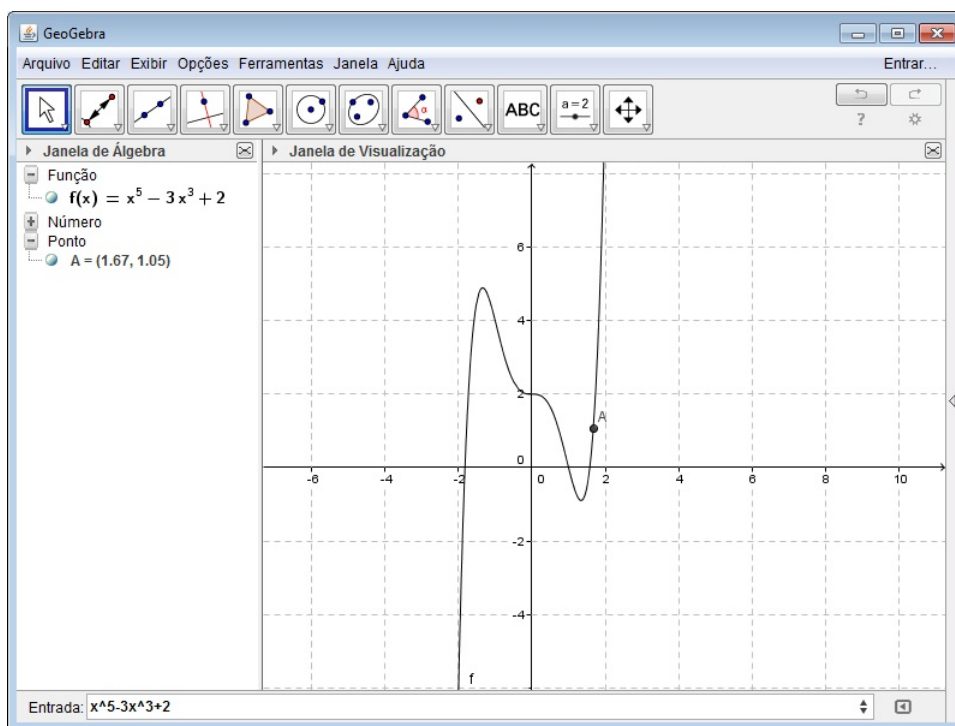 GeoGebra
Arquivo Editar Exibir Opções Ferramentas Janela Ajuda Entrar...
ABC a=2
?
Janela de Álgebra
Função
f(x) = x⁵ − 3 x³ + 2
Número
Ponto
A = (1.67, 1.05)
Janela de Visualização
6
4
2
A
0
-6 -4 -2 0 2 4 6 8 10
-2
-4
f
Entrada: x^5-3x^3+2